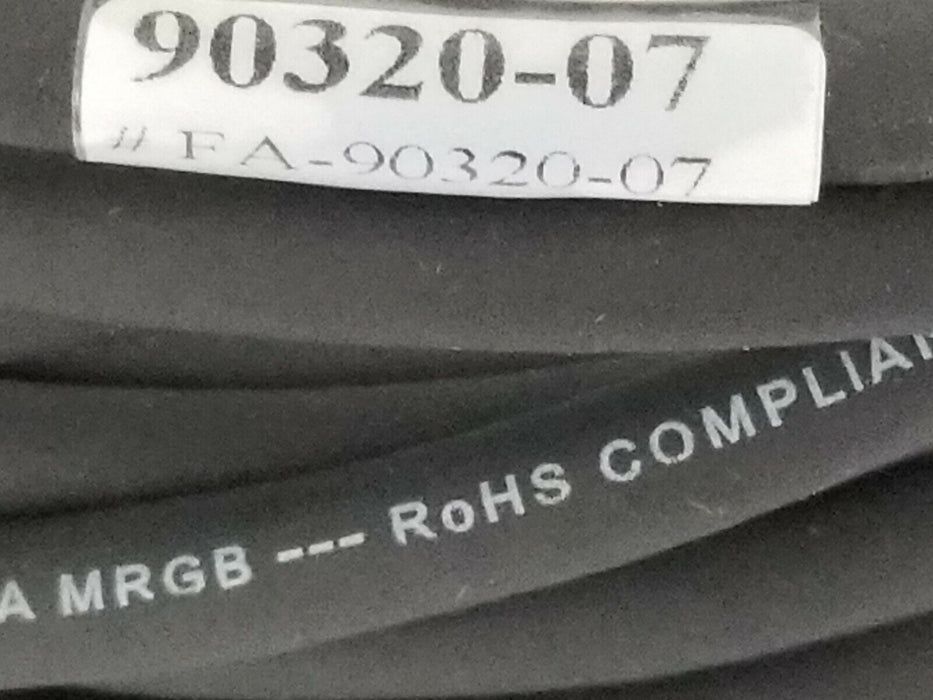 90320-07
# FA-90320-07
A MRGB --- RoHS COMPLIA